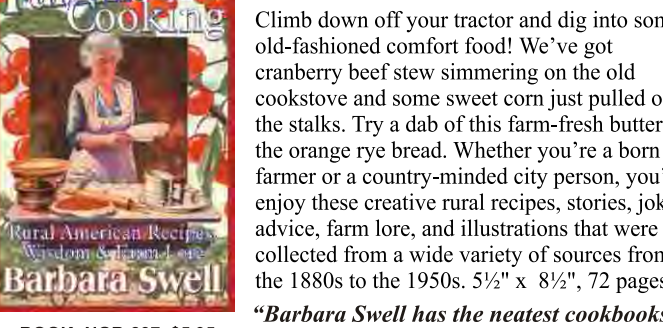 Cooking
Rural American Recipes,
Wisdom & Farm Lore
Barbara Swell
Climb down off your tractor and dig into
old-fashioned comfort food! We’ve got
cranberry beef stew simmering on the old
cookstove and some sweet corn just pulled
the stalks. Try a dab of this farm-fresh butter
the orange rye bread. Whether you’re a born
farmer or a country-minded city person,
enjoy these creative rural recipes, stories,
advice, farm lore, and illustrations that were
collected from a wide variety of sources
the 1880s to the 1950s. 5½" x 8½", 72 pages
“Barbara Swell has the neatest cookbooks